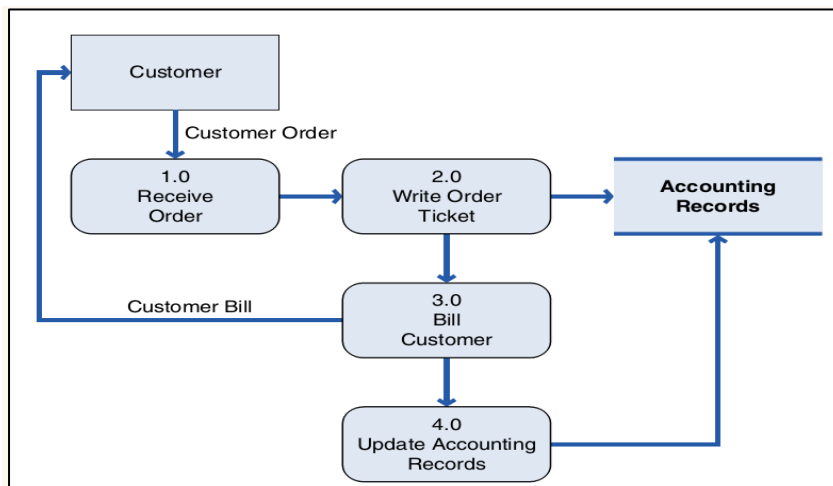 Customer
Customer Order
1.0
Receive
Order
2.0
Write Order
Ticket
Accounting
Records
Customer Bill
3.0
Bill
Customer
4.0
Update Accounting
Records